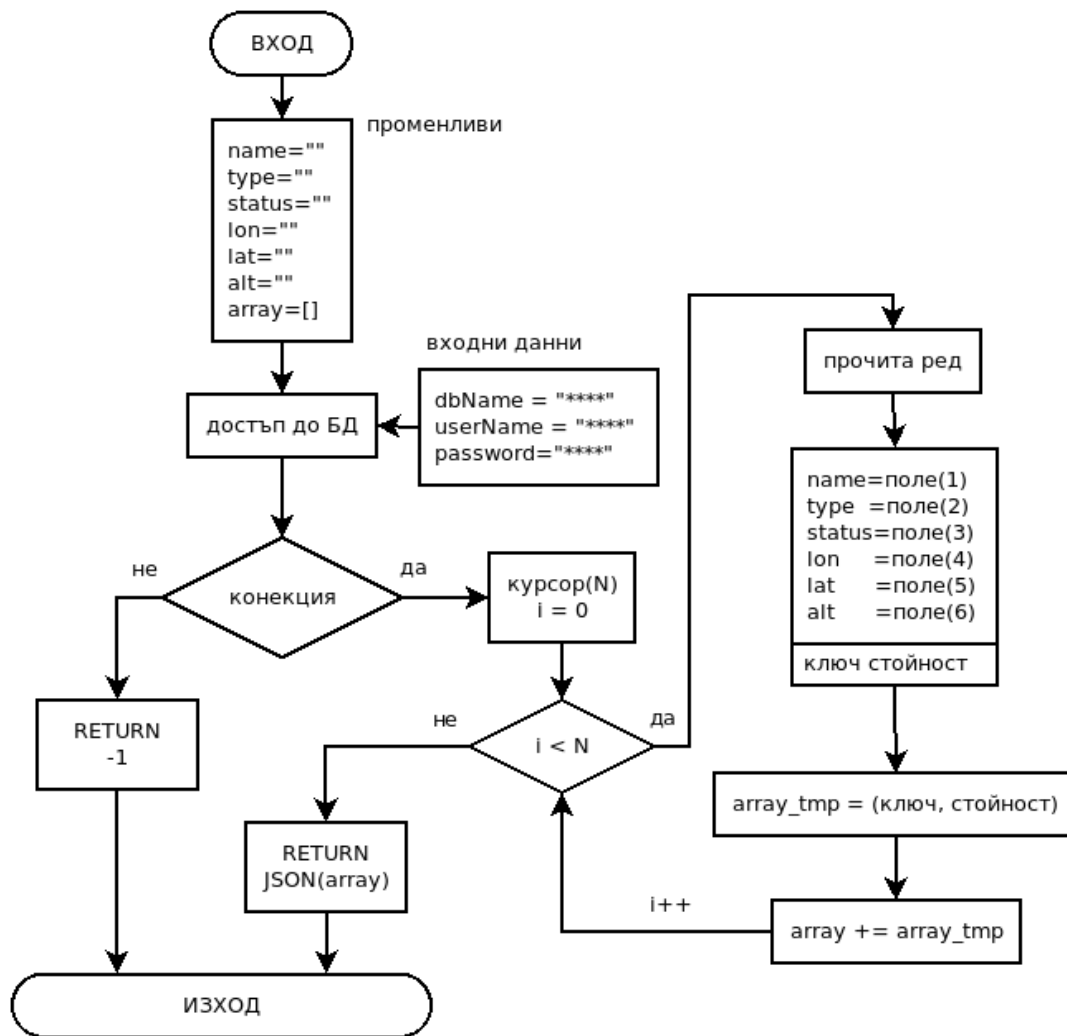 ВХОД
променливи
name=""
type=""
status=""
lon=""
lat=""
alt=""
array=[]
входни данни
dbName = "****"
userName = "****"
password="****"
достъп до БД
конекция
не
да
RETURN
-1
курсор(N)
i = 0
i < N
не
да
RETURN
JSON(array)
прочита ред
name=поле(1)
type =поле(2)
status=поле(3)
lon =поле(4)
lat =поле(5)
alt =поле(6)
ключ стойност
array_tmp = (ключ, стойност)
array += array_tmp
i++
ИЗХОД